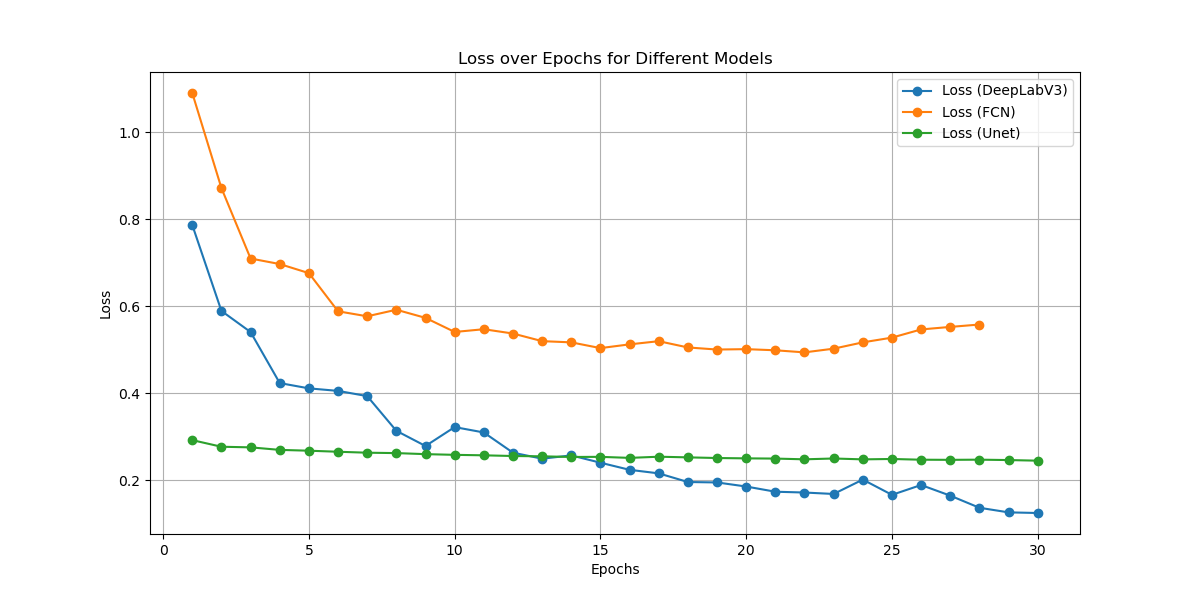 Loss over Epochs for Different Models
Loss (DeepLabV3)
Loss (FCN)
Loss (Unet)
Loss
1.0
0.8
0.6
0.4
0.2
0 5 10 15 20 25 30
Epochs